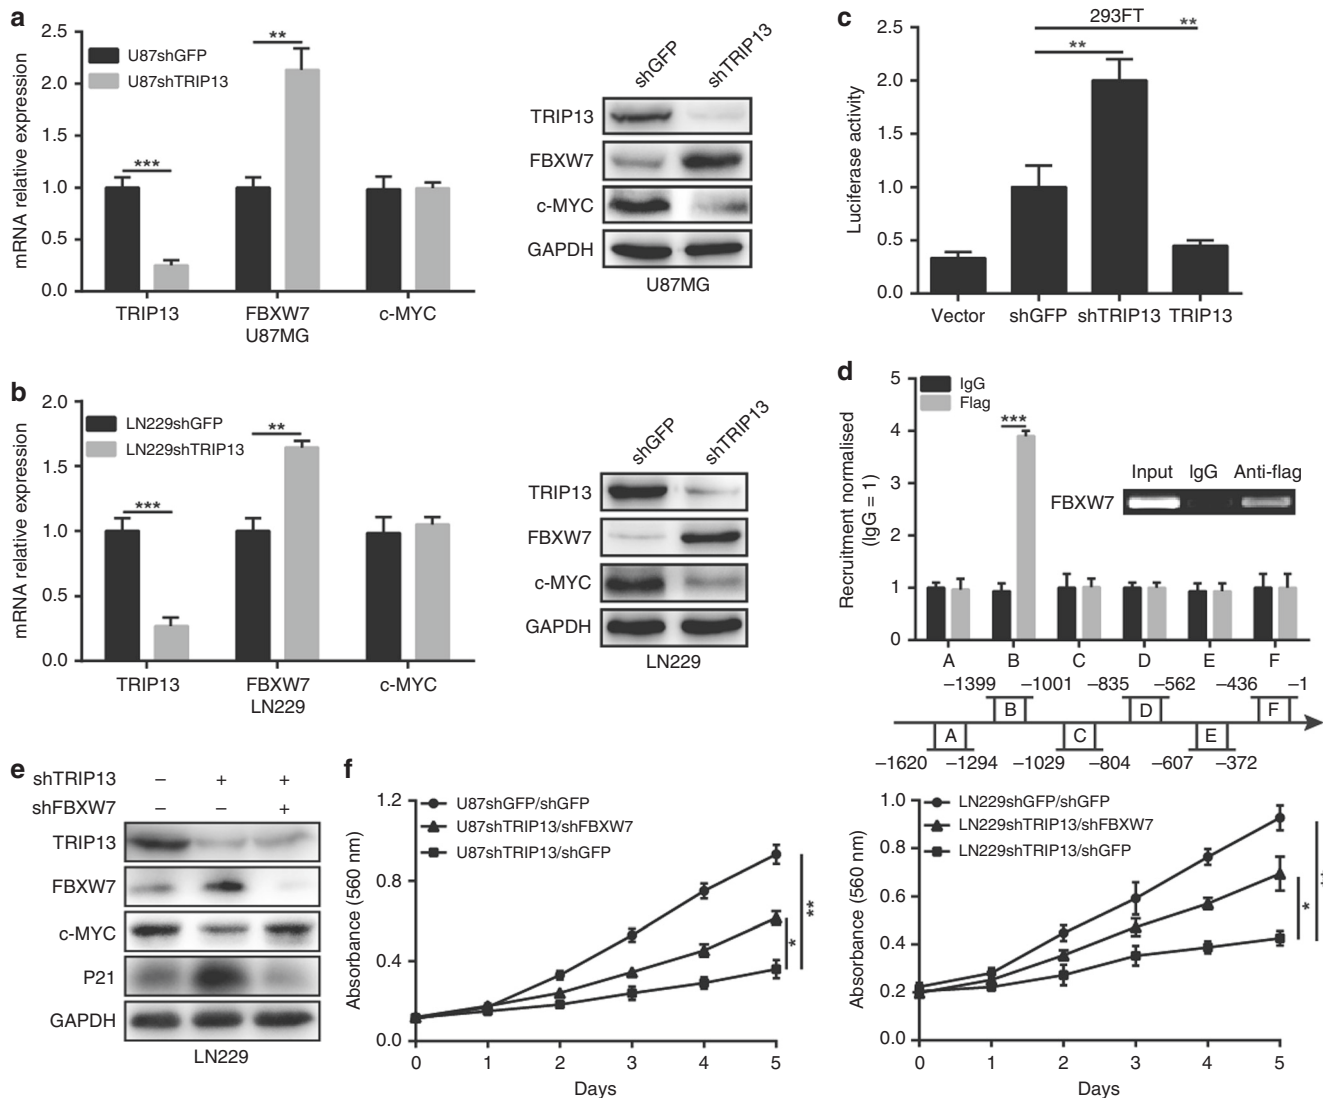 a
2.5
2.0
1.5
1.0
0.5
0.0
mRNA relative expression
U87shGFP
U87shTRIP13
***
**
TRIP13
FBXW7
c-MYC
U87MG
shGFP
shTRIP13
TRIP13
FBXW7
c-MYC
GAPDH
U87MG
c
293FT
**
**
2.5
2.0
1.5
1.0
0.5
0.0
Luciferase activity
Vector
shGFP
shTRIP13
TRIP13
b
2.0
1.5
1.0
0.5
0.0
mRNA relative expression
LN229shGFP
LN229shTRIP13
***
**
TRIP13
FBXW7
c-MYC
LN229
shGFP
shTRIP13
TRIP13
FBXW7
c-MYC
GAPDH
LN229
d
5
4
3
2
1
0
Recruitment normalised
(IgG = 1)
IgG
Flag
***
Input IgG Anti-flag
FBXW7
A B C D E F
–1399 –1001 –835 –562 –436 –1
B D F
A C E
–1620 –1294 –1029 –804 –607 –372
e
shTRIP13 – + +
shFBXW7 – – +
TRIP13
FBXW7
c-MYC
P21
GAPDH
LN229
f
1.2
0.8
0.4
0.0
Absorbance (560 nm)
U87shGFP/shGFP
U87shTRIP13/shFBXW7
U87shTRIP13/shGFP
*
**
0 1 2 3 4 5
Days
1.0
0.8
0.6
0.4
0.2
0.0
Absorbance (560 nm)
LN229shGFP/shGFP
LN229shTRIP13/shFBXW7
LN229shTRIP13/shGFP
*
0 1 2 3 4 5
Days